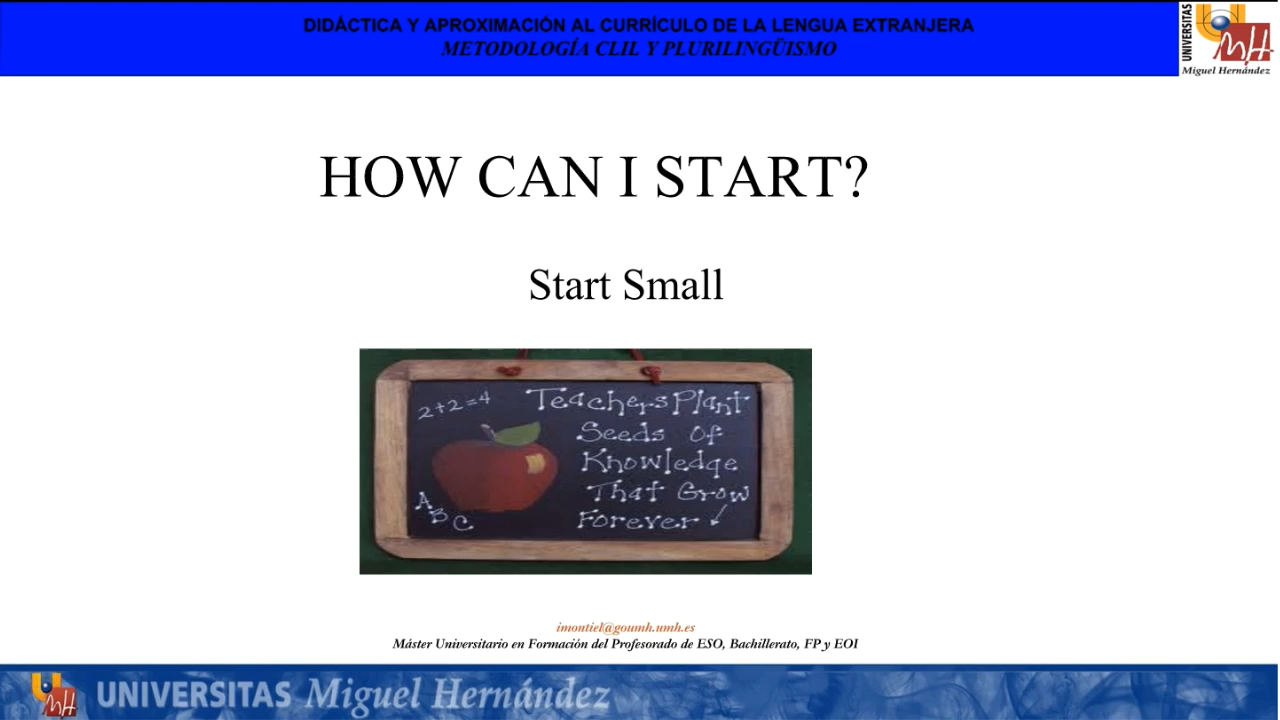 DIDÁCTICA Y APROXIMACIÓN AL CURRÍCULO DE LA LENGUA EXTRANJERA
METODOLOGÍA CLIL Y PLURILINGÜISMO
UNIVERSITAS
Miguel Hernández
HOW CAN I START?
Start Small
2+2=4
Teachers Plant
Seeds Of
Knowledge
That Grow
Forever!
A
B
C
imontiel@goumh.umh.es
Máster Universitario en Formación del Profesorado de ESO, Bachillerato, FP y EOI
UNIVERSITAS Miguel Hernández